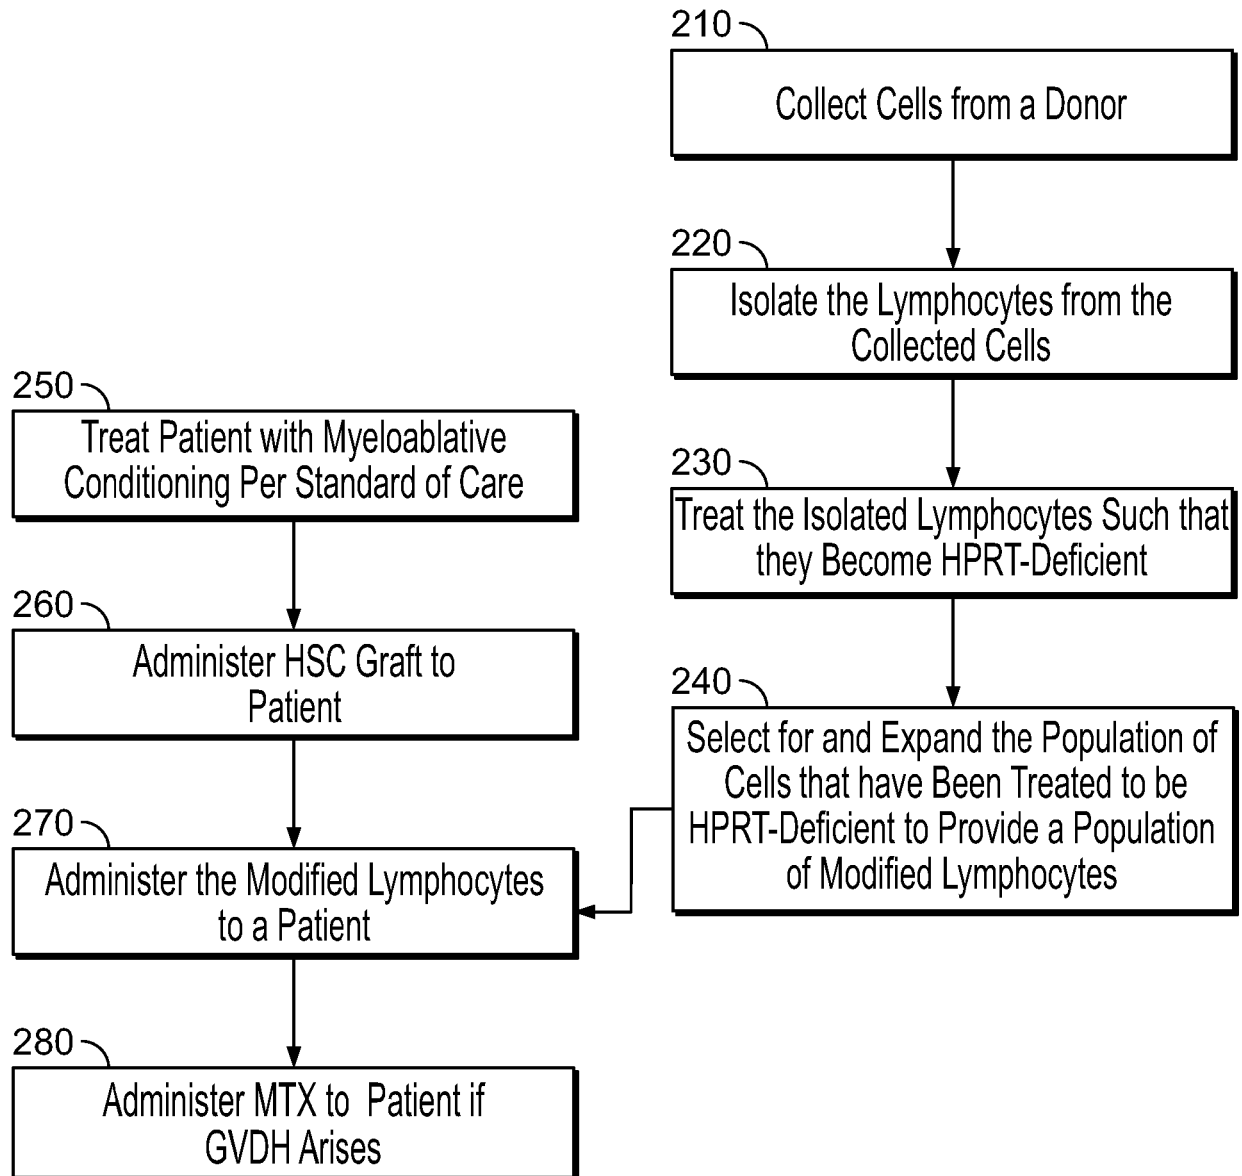 210
Collect Cells from a Donor
220
Isolate the Lymphocytes from the
Collected Cells
230
Treat the Isolated Lymphocytes Such that
they Become HPRT-Deficient
240
Select for and Expand the Population of
Cells that have Been Treated to be
HPRT-Deficient to Provide a Population
of Modified Lymphocytes
250
Treat Patient with Myeloablative
Conditioning Per Standard of Care
260
Administer HSC Graft to
Patient
270
Administer the Modified Lymphocytes
to a Patient
280
Administer MTX to Patient if
GVDH Arises